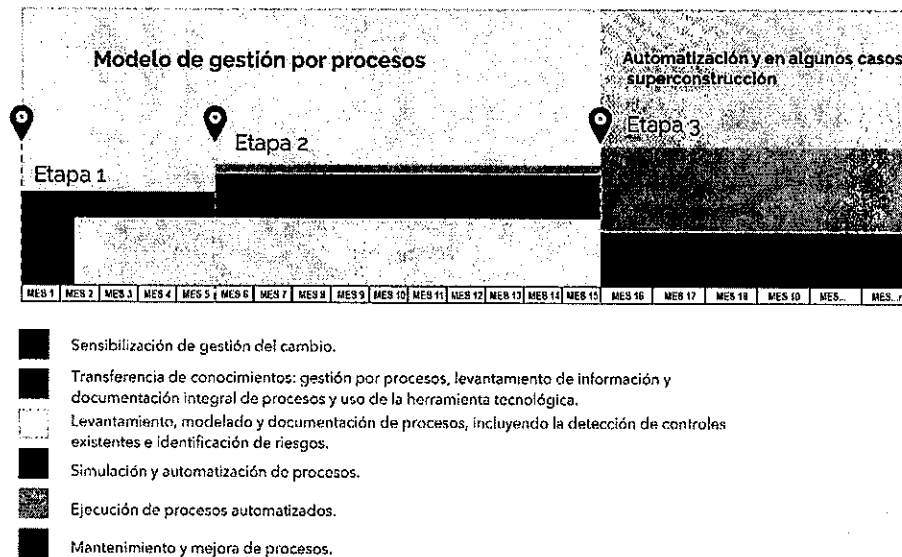 Modelo de gestión por procesos
Automatización y en algunos casos
superconstrucción
Etapa 1
Etapa 2
Etapa 3
MES 1 MES 2 MES 3 MES 4 MES 5 MES 6 MES 7 MES 8 MES 9 MES 10 MES 11 MES 12 MES 13 MES 14 MES 15 MES 16 MES 17 MES 18 MES... MES...n
Sensibilización de gestión del cambio.
Transferencia de conocimientos: gestión por procesos, levantamiento de información y
documentación integral de procesos y uso de la herramienta tecnológica.
Levantamiento, modelado y documentación de procesos, incluyendo la detección de controles
existentes e identificación de riesgos.
Simulación y automatización de procesos.
Ejecución de procesos automatizados.
Mantenimiento y mejora de procesos.